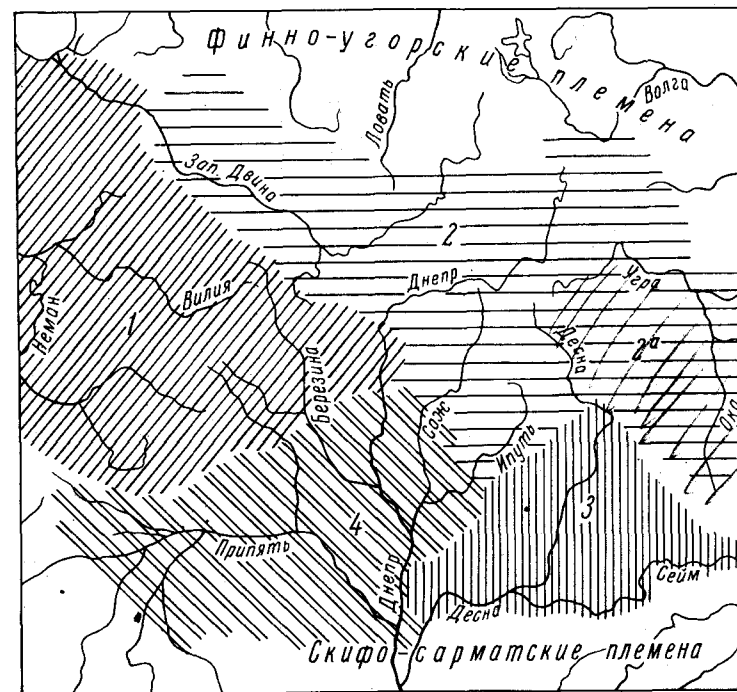 Финно-угорские племена
Волга
Ловать
Зап. Двина
2
Днепр
Угра
Вилия
Неман
1
Десна
2а
Березина
Ока
Сож
Ипуть
4
3
Припять
Днепр
Сейм
Десна
Скифо-сарматские племена